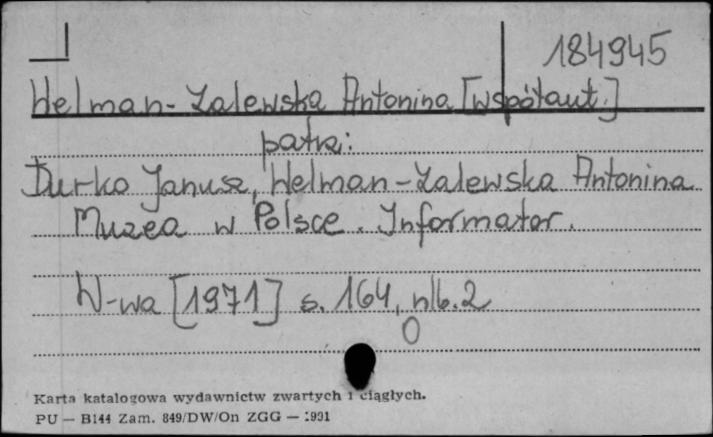 184945
Helman-Zalewska Antonina [współaut.]
patrz:
Durko Janusz, Helman-Zalewska Antonina
Muzea w Polsce. Informator.
W-wa [1971] s. 164, nlb. 2
0
Karta katalogowa wydawnictw zwartych i ciągłych.
PU — B144 Zam. 849/DW/On ZGG — 1991